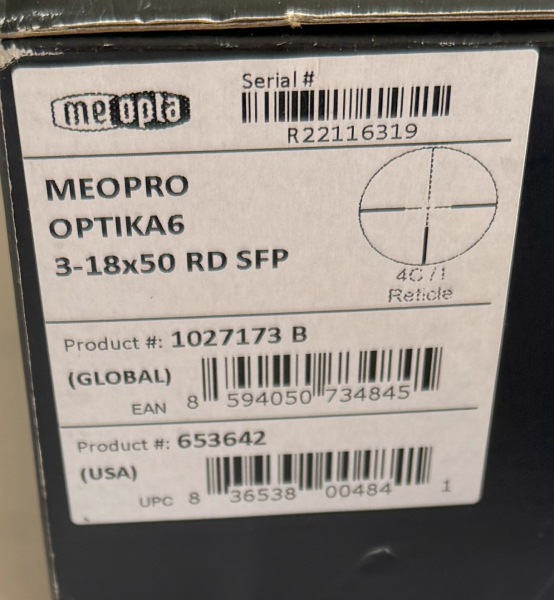 meopta
Serial #
R22116319
MEOPRO
OPTIKA6
3-18x50 RD SFP
4C /1
Reticle
Product #: 1027173 B
(GLOBAL)
EAN 8 594050 734845
Product #: 653642
(USA)
UPC 8 36538 00484 1